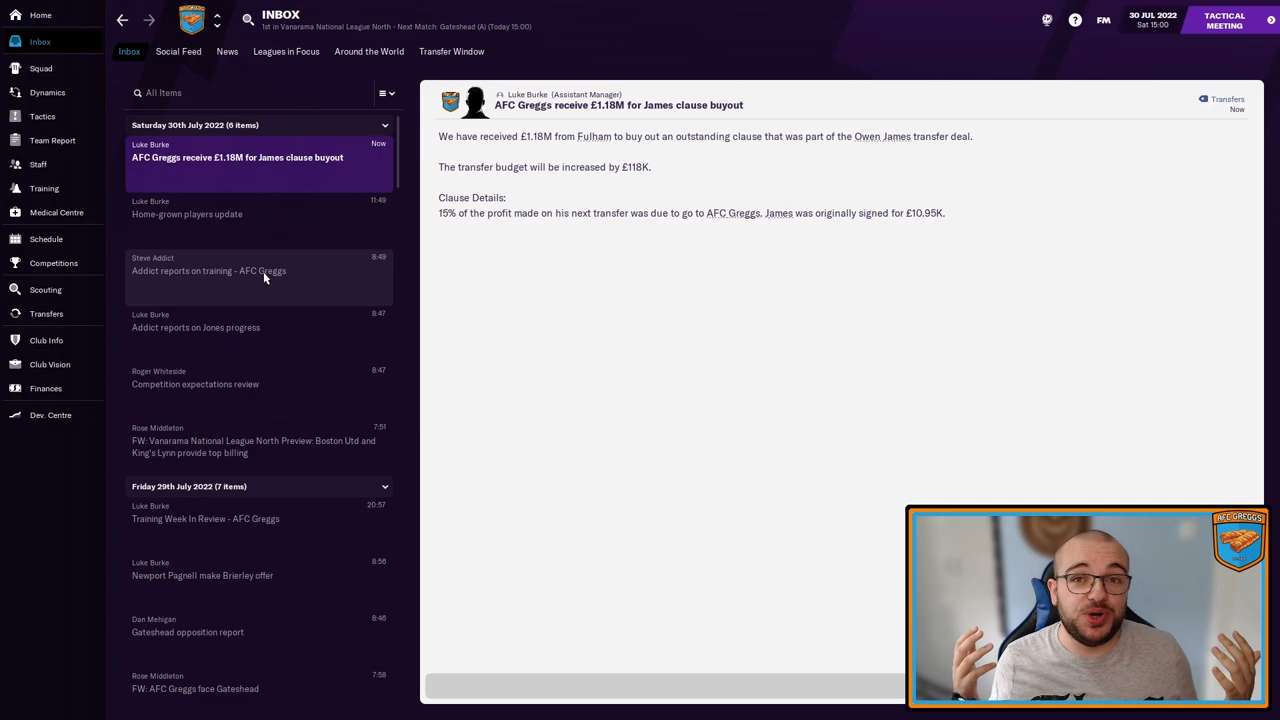 Home
Inbox
Squad
Dynamics
Tactics
Team Report
Staff
Training
Medical Centre
Schedule
Competitions
Scouting
Transfers
Club Info
Club Vision
Finances
Dev. Centre
INBOX
1st in Vanarama National League North - Next Match: Gateshead (A) (Today 15:00)
FM
30 JUL 2022
Sat 15:00
TACTICAL
MEETING
Inbox
Social Feed
News
Leagues in Focus
Around the World
Transfer Window
All Items
Saturday 30th July 2022 (6 items)
Luke Burke
Now
AFC Greggs receive £1.18M for James clause buyout
Luke Burke
11:49
Home-grown players update
Steve Addict
8:49
Addict reports on training - AFC Greggs
Luke Burke
8:47
Addict reports on Jones progress
Roger Whiteside
8:47
Competition expectations review
Rose Middleton
7:51
FW: Vanarama National League North Preview: Boston Utd and
King's Lynn provide top billing
Friday 29th July 2022 (7 items)
Luke Burke
20:57
Training Week In Review - AFC Greggs
Luke Burke
8:56
Newport Pagnell make Brierley offer
Dan Mehigan
8:46
Gateshead opposition report
Rose Middleton
7:58
FW: AFC Greggs face Gateshead
Luke Burke (Assistant Manager)
AFC Greggs receive £1.18M for James clause buyout
Transfers
Now
We have received £1.18M from Fulham to buy out an outstanding clause that was part of the Owen James transfer deal.
The transfer budget will be increased by £118K.
Clause Details:
15% of the profit made on his next transfer was due to go to AFC Greggs. James was originally signed for £10.95K.
AFC GREGGS